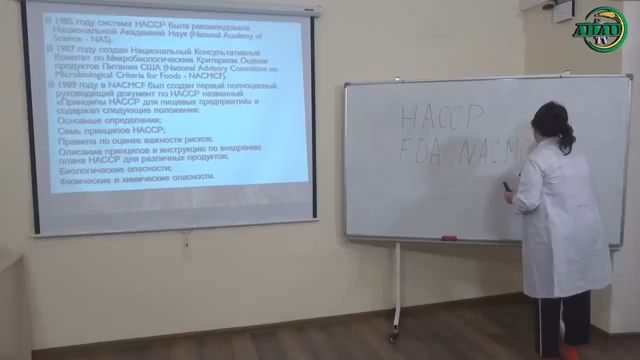 В 1985 году система НАССР была рекомендована
Национальной Академией Наук (National Academy of
Science - NAS).
В 1987 году создан Национальный Консультативный
Комитет по Микробиологическим Критериям Оценки
продуктов Питания США (National Advisory Committee on
Microbiological Criteria for Foods - NACMCF).
В 1989 году в NACMCF был создан первый полноценный
руководящий документ по НАССР названный
«Принципы НАССР для пищевых предприятий» и
содержал следующие положения:
Основные определения;
Семь принципов НАССР;
Правила по оценке важности рисков;
Описание принципов и инструкцию по внедрению
плана НАССР для различных продуктов;
Биологические опасности;
Физические и химические опасности.
HACCP
FDA NACMC
ADAU